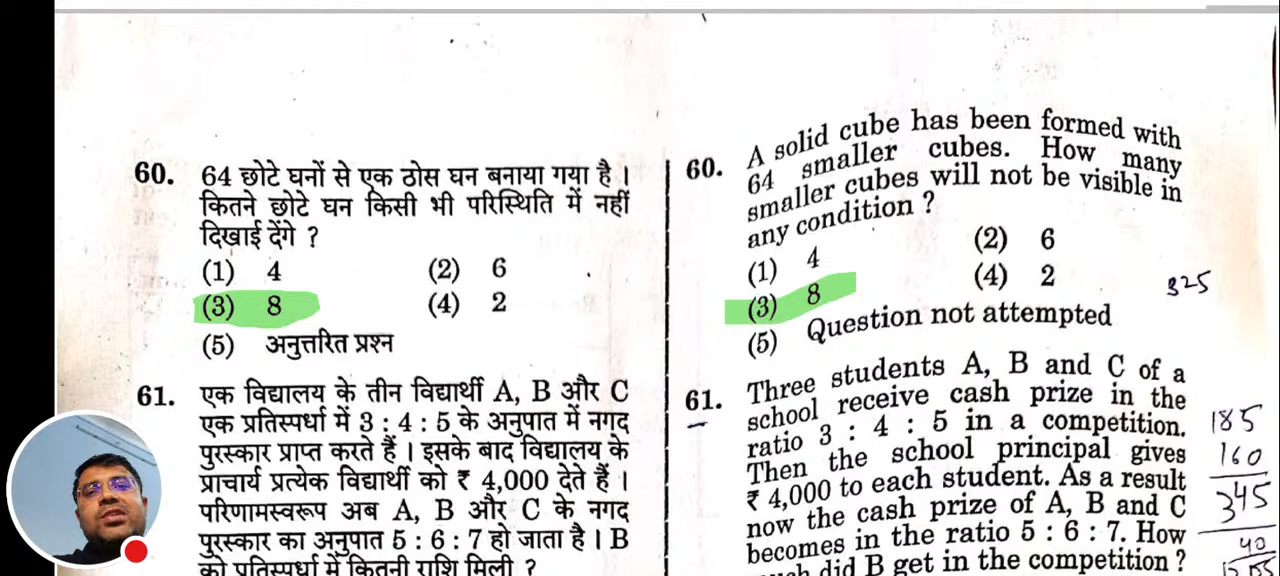 60. 64 छोटे घनों से एक ठोस घन बनाया गया है ।
कितने छोटे घन किसी भी परिस्थिति में नहीं
दिखाई देंगे ?
(1) 4 (2) 6
(3) 8 (4) 2
(5) अनुत्तरित प्रश्न
61. एक विद्यालय के तीन विद्यार्थी A, B और C
एक प्रतिस्पर्धा में 3 : 4 : 5 के अनुपात में नगद
पुरस्कार प्राप्त करते हैं । इसके बाद विद्यालय के
प्राचार्य प्रत्येक विद्यार्थी को ₹ 4,000 देते हैं ।
परिणामस्वरूप अब A, B और C के नगद
पुरस्कार का अनुपात 5 : 6 : 7 हो जाता है । B
को प्रतिस्पर्धा में कितनी राशि मिली ?
60. A solid cube has been formed with
64 smaller cubes. How many
smaller cubes will not be visible in
any condition ?
(1) 4 (2) 6
(3) 8 (4) 2
(5) Question not attempted
61. Three students A, B and C of a
school receive cash prize in the
ratio 3 : 4 : 5 in a competition.
Then the school principal gives
₹ 4,000 to each student. As a result
now the cash prize of A, B and C
becomes in the ratio 5 : 6 : 7. How
did B get in the competition ?
325
185
160
345
40